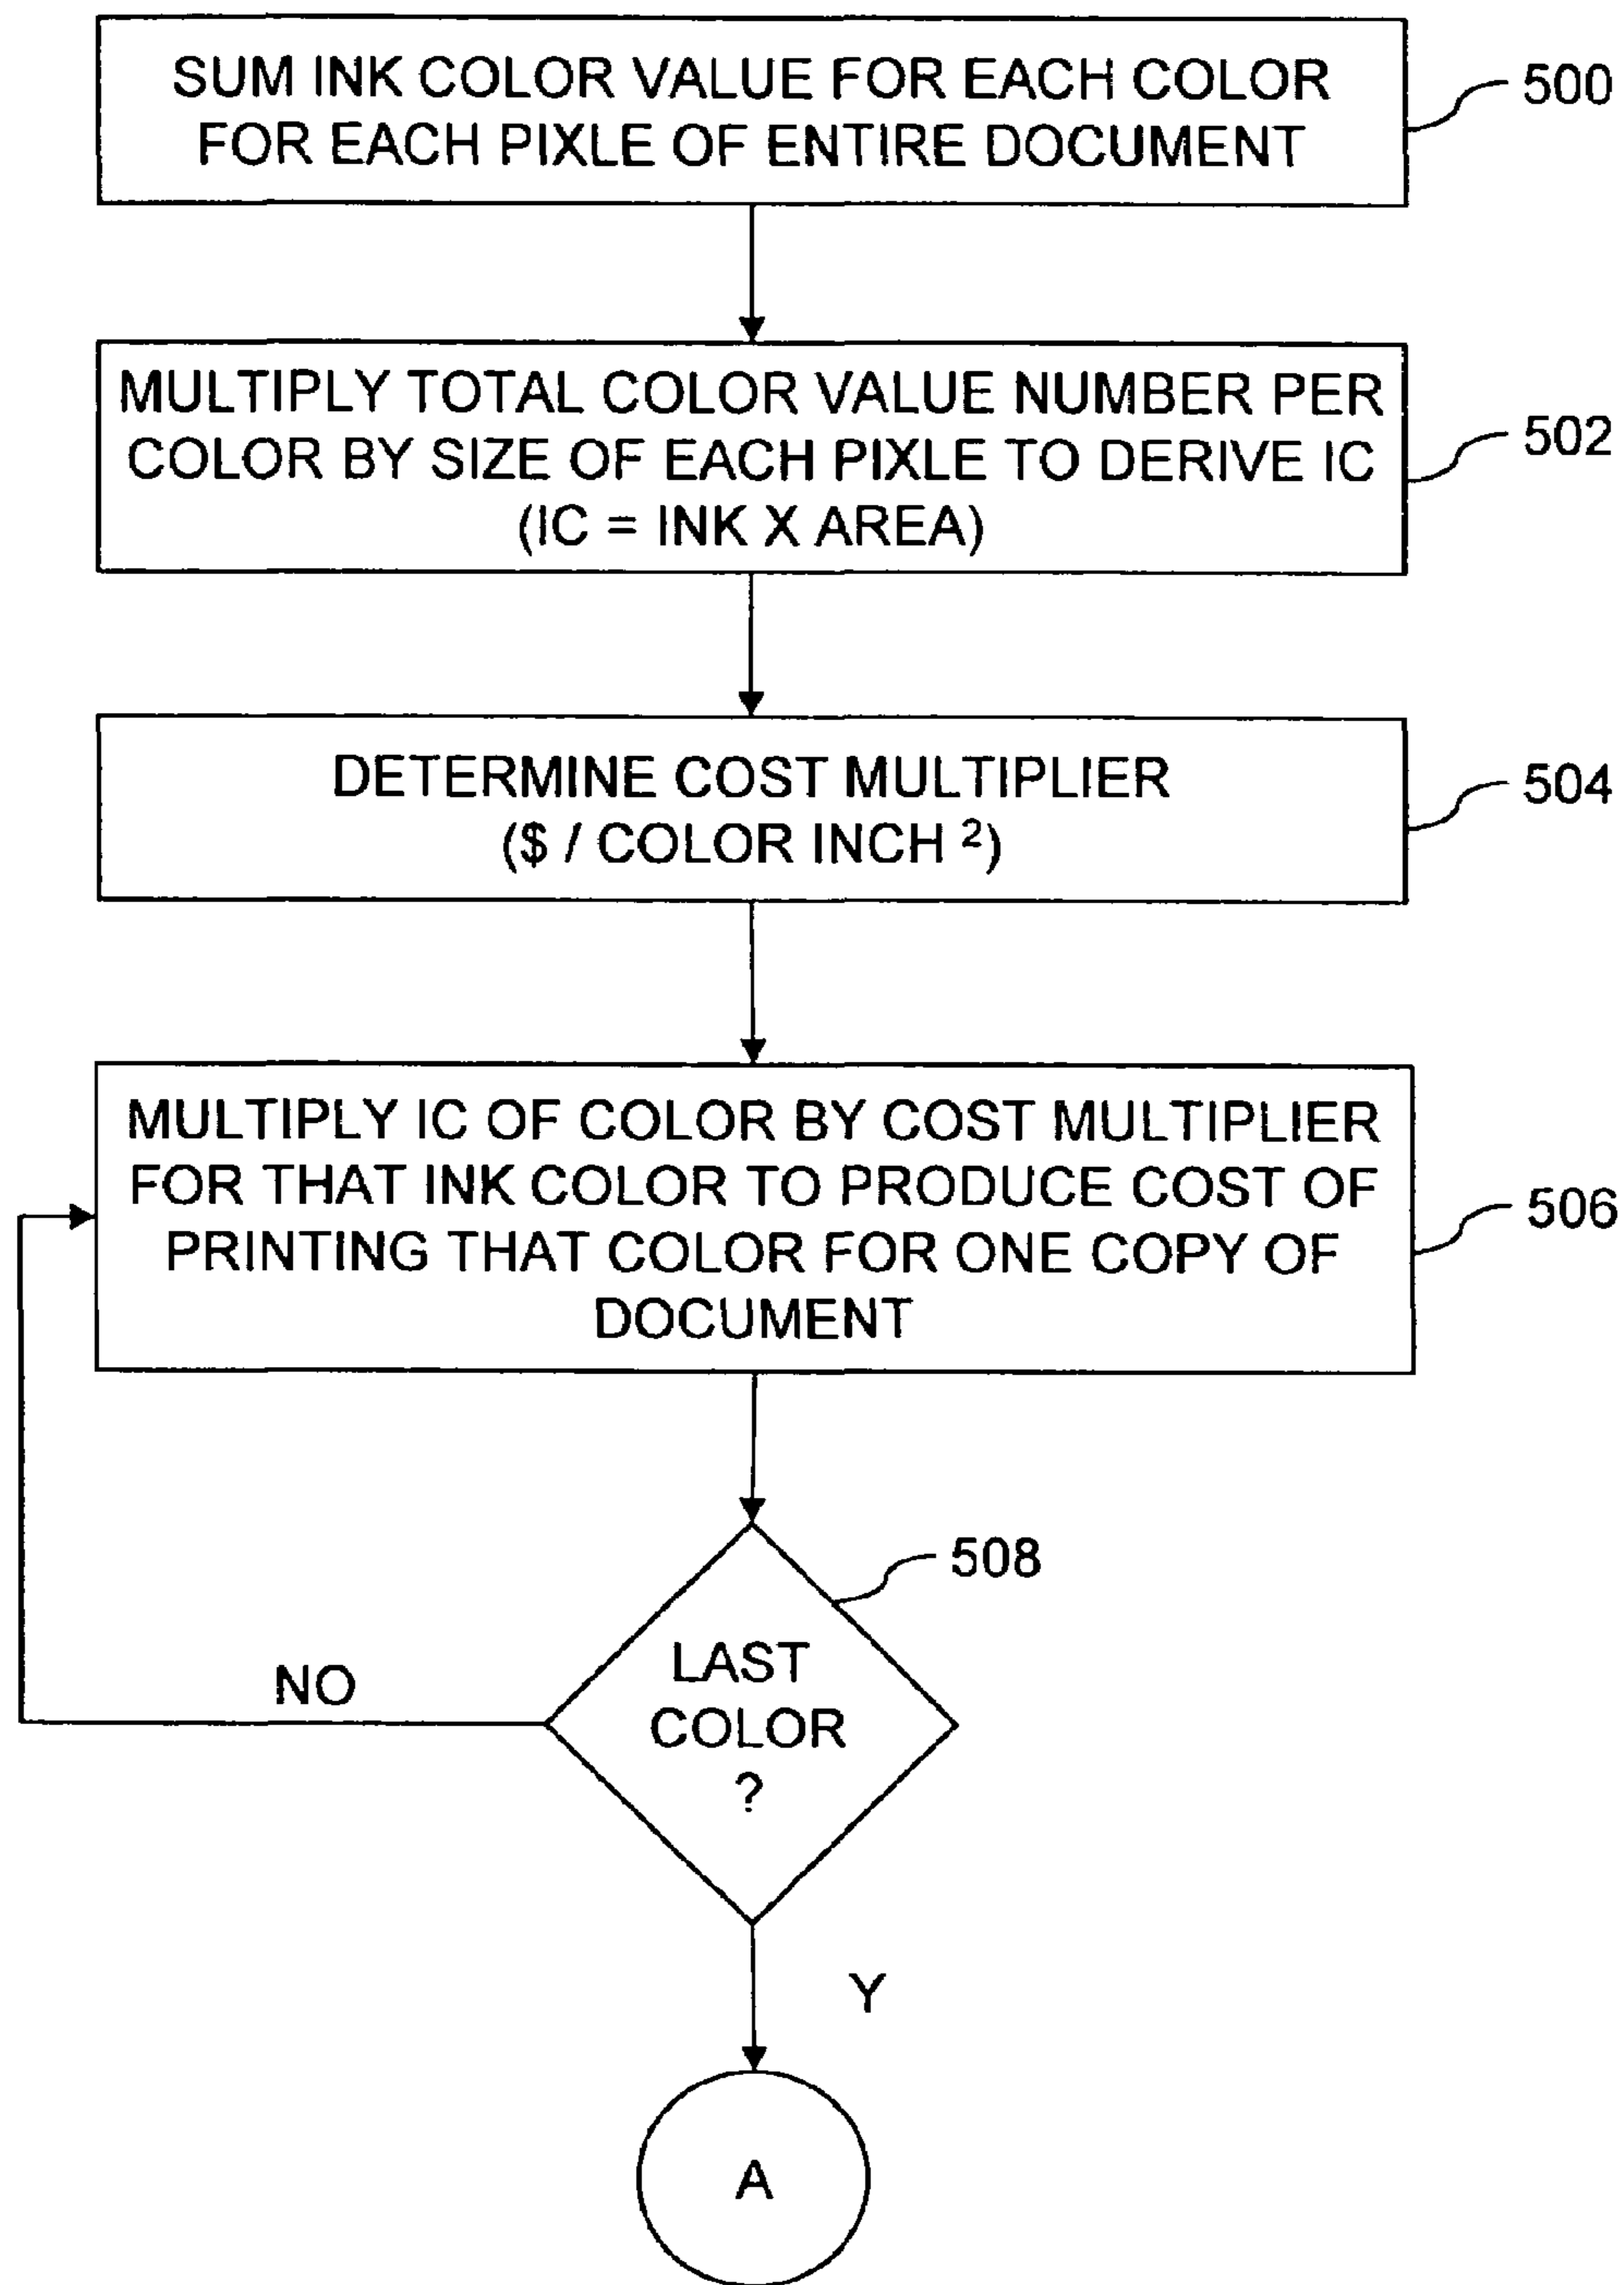 SUM INK COLOR VALUE FOR EACH COLOR
FOR EACH PIXLE OF ENTIRE DOCUMENT
500
MULTIPLY TOTAL COLOR VALUE NUMBER PER
COLOR BY SIZE OF EACH PIXLE TO DERIVE IC
(IC = INK X AREA)
502
DETERMINE COST MULTIPLIER
($ / COLOR INCH ²)
504
MULTIPLY IC OF COLOR BY COST MULTIPLIER
FOR THAT INK COLOR TO PRODUCE COST OF
PRINTING THAT COLOR FOR ONE COPY OF
DOCUMENT
506
508
LAST
COLOR
?
NO
Y
A